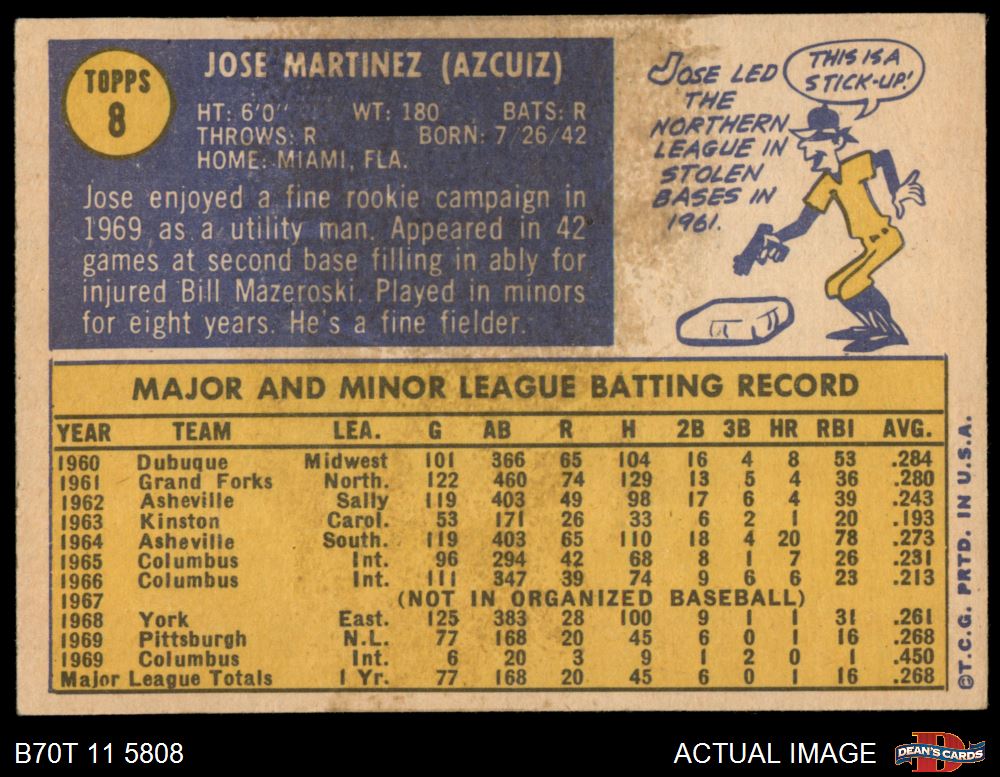 TOPPS
8
JOSE MARTINEZ (AZCUIZ)
HT: 6'0" WT: 180 BATS: R
THROWS: R BORN: 7/26/42
HOME: MIAMI, FLA.
Jose enjoyed a fine rookie campaign in
1969 as a utility man. Appeared in 42
games at second base filling in ably for
injured Bill Mazeroski. Played in minors
for eight years. He's a fine fielder.
JOSE LED
THE
NORTHERN
LEAGUE IN
STOLEN
BASES IN
1961.
THIS IS A
STICK-UP!
MAJOR AND MINOR LEAGUE BATTING RECORD
YEAR TEAM LEA. G AB R H 2B 3B HR RBI AVG.
1960 Dubuque Midwest 101 366 65 104 16 4 8 53 .284
1961 Grand Forks North. 122 460 74 129 13 5 4 36 .280
1962 Asheville Sally 119 403 49 98 17 6 4 39 .243
1963 Kinston Carol. 53 171 26 33 6 2 1 20 .193
1964 Asheville South. 119 403 65 110 18 4 20 78 .273
1965 Columbus Int. 96 294 42 68 8 1 7 26 .231
1966 Columbus Int. 111 347 39 74 9 6 6 23 .213
1967 (NOT IN ORGANIZED BASEBALL)
1968 York East. 125 383 28 100 9 1 1 31 .261
1969 Pittsburgh N.L. 77 168 20 45 6 0 1 16 .268
1969 Columbus Int. 6 20 3 9 1 2 0 1 .450
Major League Totals 1 Yr. 77 168 20 45 6 0 1 16 .268
©T.C.G. PRTD. IN U.S.A.
B70T 11 5808
ACTUAL IMAGE
D
DEAN'S CARDS